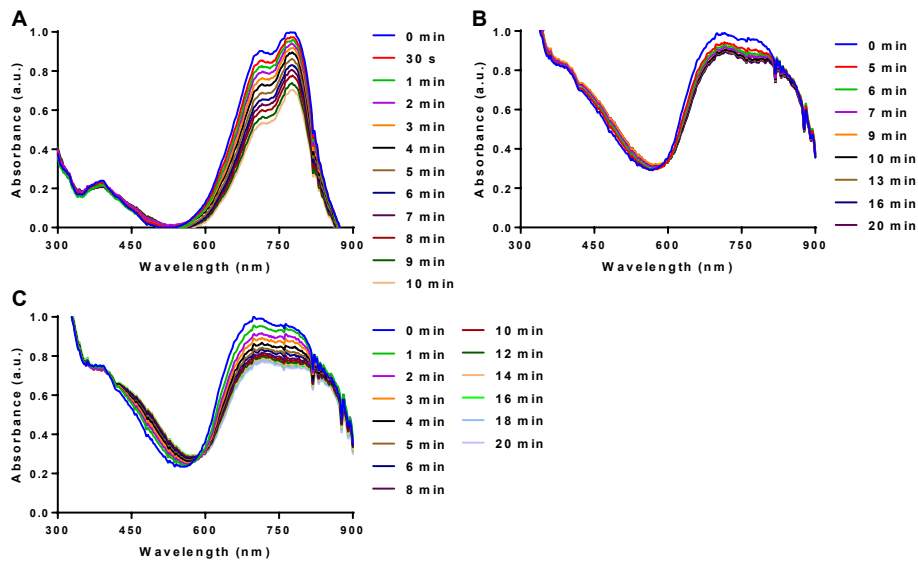 A
Absorbance (a.u.)
1.0
0.8
0.6
0.4
0.2
0.0
300 450 600 750 900
Wavelength (nm)
0 min
30 s
1 min
2 min
3 min
4 min
5 min
6 min
7 min
8 min
9 min
10 min
B
Absorbance (a.u.)
1.0
0.8
0.6
0.4
0.2
0.0
300 450 600 750 900
Wavelength (nm)
0 min
5 min
6 min
7 min
9 min
10 min
13 min
16 min
20 min
C
Absorbance (a.u.)
1.0
0.8
0.6
0.4
0.2
0.0
300 450 600 750 900
Wavelength (nm)
0 min
1 min
2 min
3 min
4 min
5 min
6 min
8 min
10 min
12 min
14 min
16 min
18 min
20 min